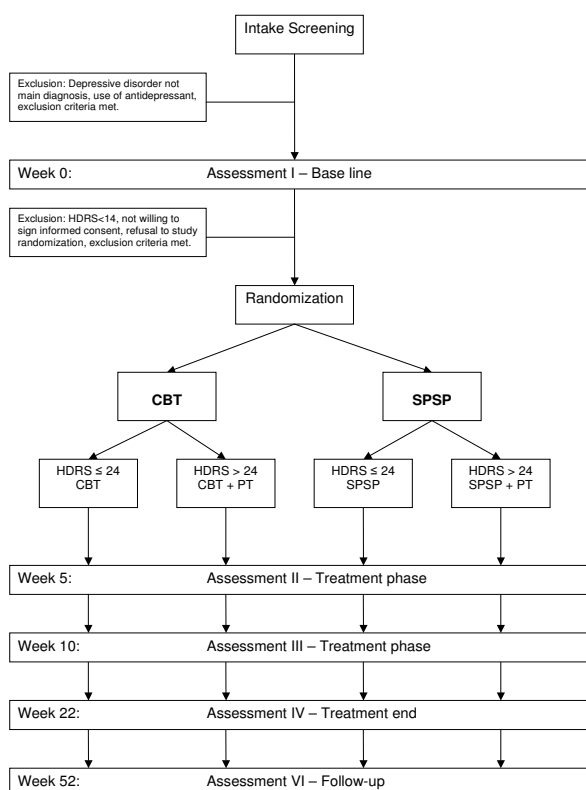 Intake Screening
Exclusion: Depressive disorder not
main diagnosis, use of antidepressant,
exclusion criteria met.
Week 0: Assessment I – Base line
Exclusion: HDRS<14, not willing to
sign informed consent, refusal to study
randomization, exclusion criteria met.
Randomization
CBT
SPSP
HDRS ≤ 24
CBT
HDRS > 24
CBT + PT
HDRS ≤ 24
SPSP
HDRS > 24
SPSP + PT
Week 5: Assessment II – Treatment phase
Week 10: Assessment III – Treatment phase
Week 22: Assessment IV – Treatment end
Week 52: Assessment VI – Follow-up